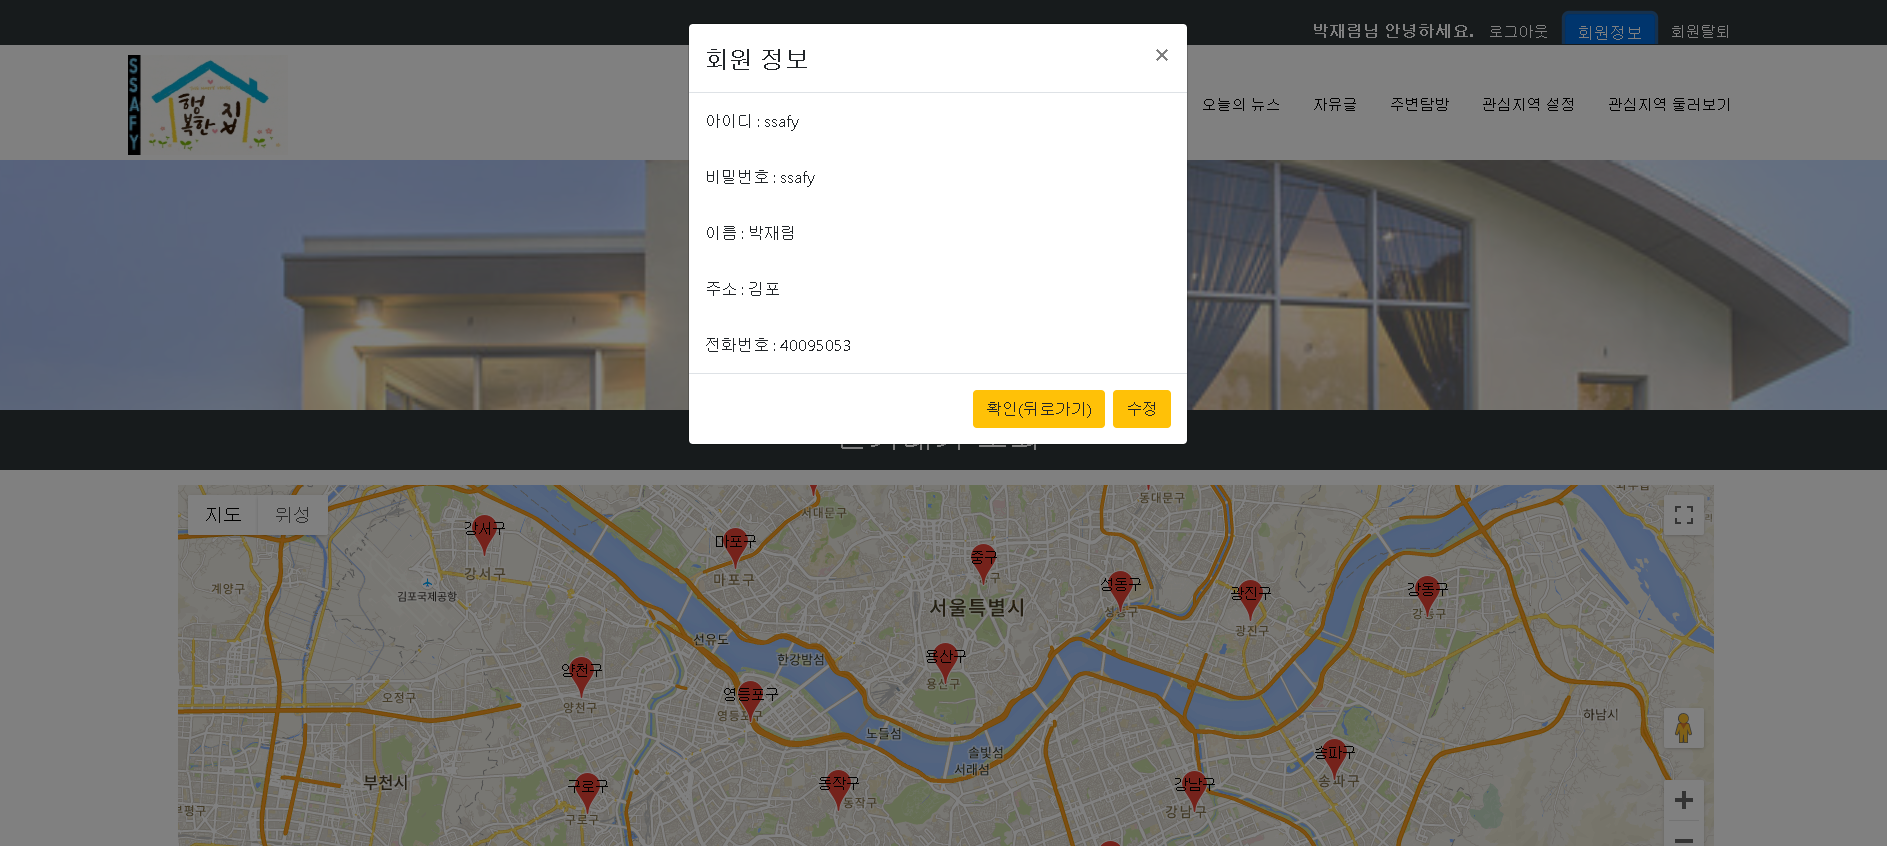 박재림님 안녕하세요. 로그아웃 회원정보 회원탈퇴
SSAFY
행복한 집
오늘의 뉴스 자유글 주변탐방 관심지역 설정 관심지역 둘러보기
회원 정보 ×
아이디 : ssafy
비밀번호 : ssafy
이름 : 박재림
주소 : 김포
전화번호 : 40095053
확인(뒤로가기) 수정
지도 위성
서대문구
동대문구
강서구
강서구
마포구
마포구
중구
계양구
김포국제공항
서울특별시
성동구
성동구
광진구
광진구
강동구
강동구
선유도
한강밤섬
용산구
용산구
양천구
양천구
오정구
영등포구
영등포구
노들섬
솔빛섬
서래섬
하남시
송파구
송파구
부천시
구로구
구로구
동작구
동작구
강남구
강남구